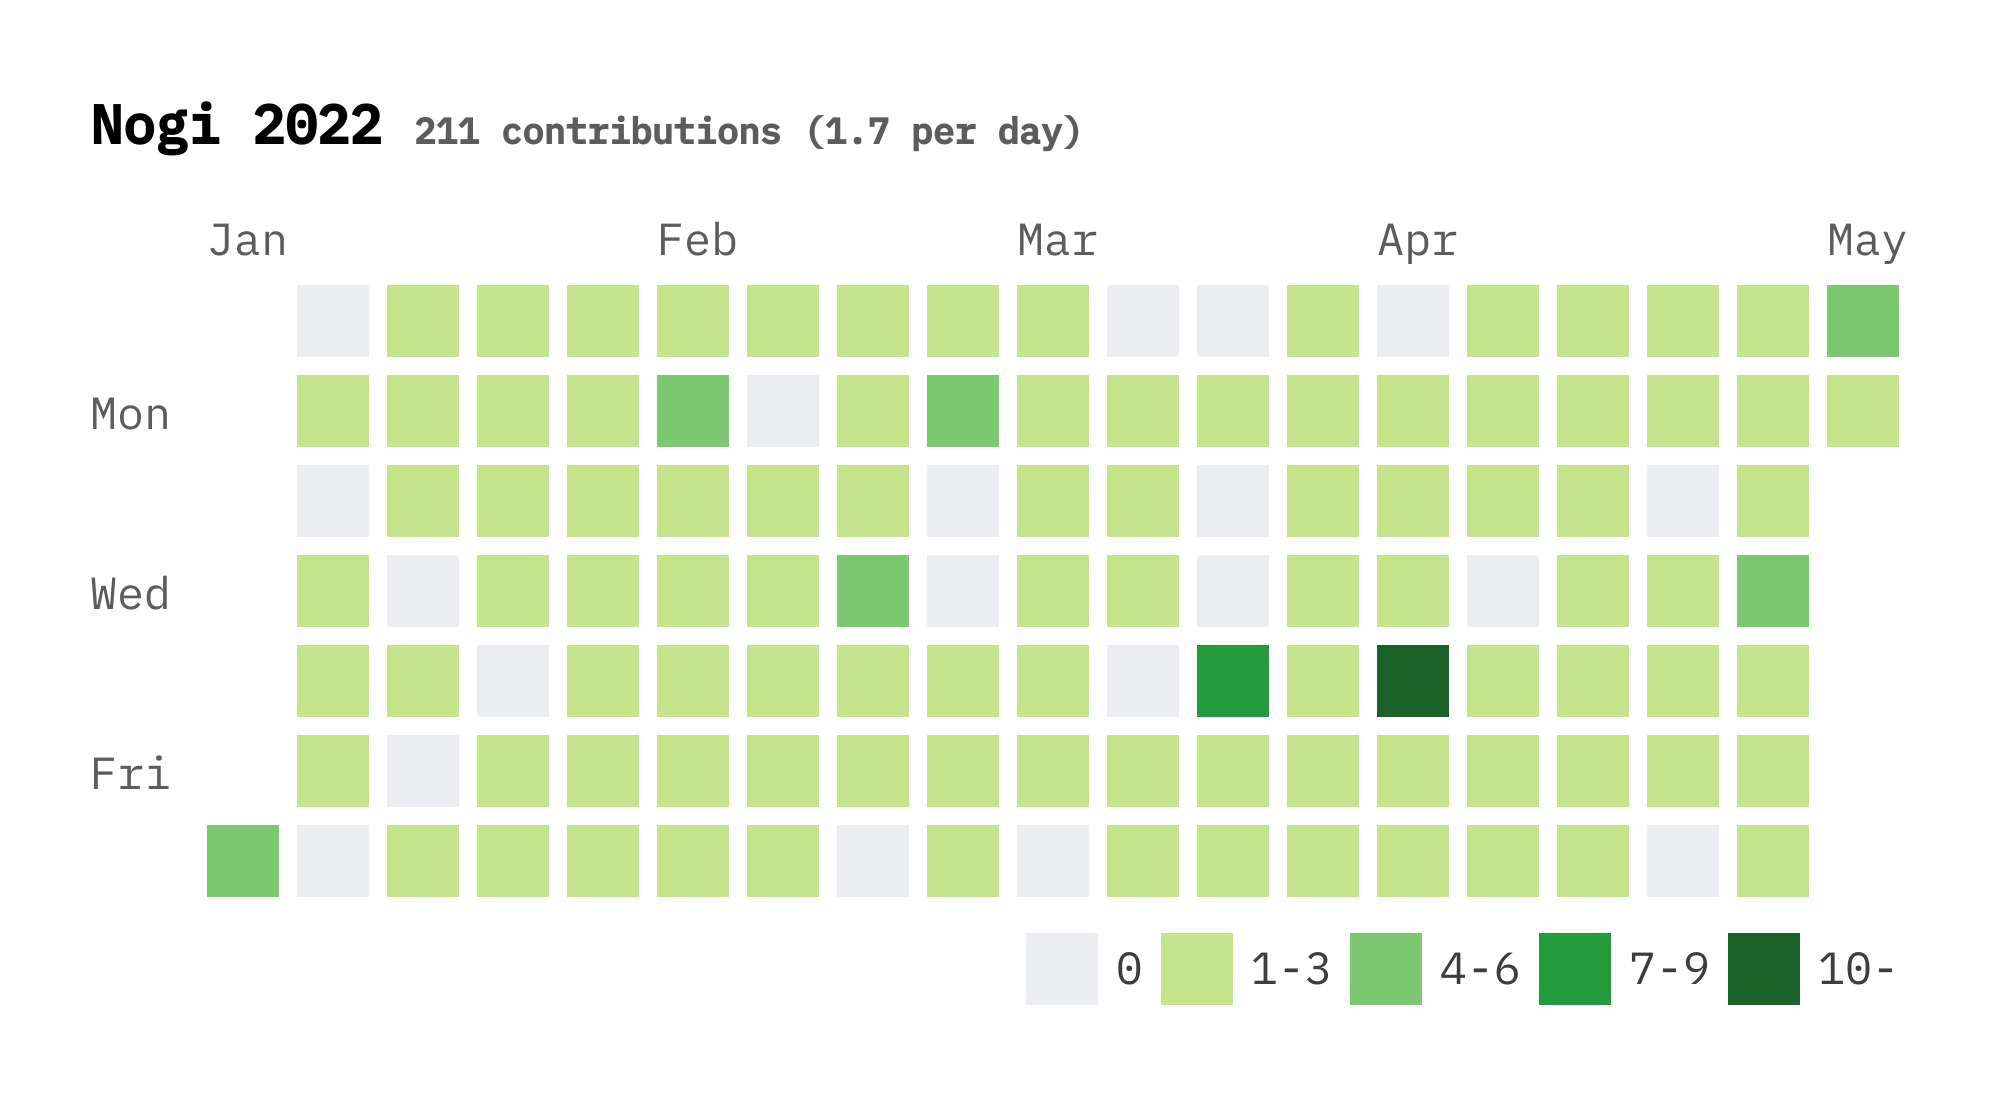 Nogi 2022 211 contributions (1.7 per day)
Jan Feb Mar Apr May
Mon
Wed
Fri
0 1-3 4-6 7-9 10-